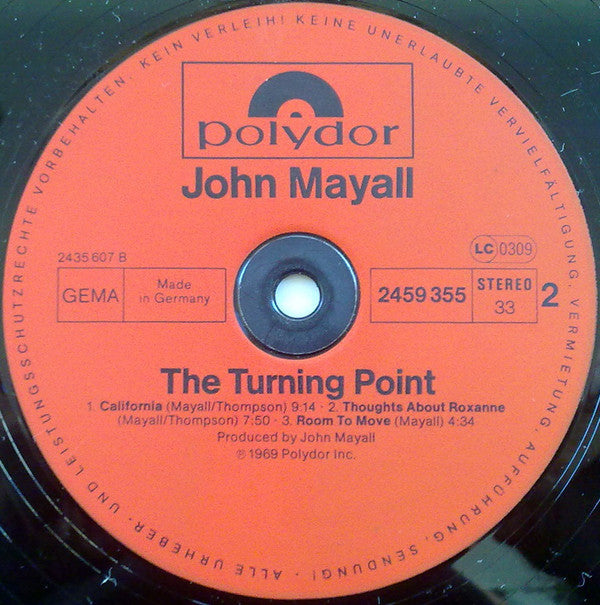 polydor
John Mayall
2435 607 B
GEMA
Made
in Germany
LC 0309
2459 355
STEREO
33
2
The Turning Point
1. California (Mayall/Thompson) 9:14 · 2. Thoughts About Roxanne
(Mayall/Thompson) 7:50 · 3. Room To Move (Mayall) 4:34
Produced by John Mayall
℗ 1969 Polydor Inc.
ALLE URHEBER- UND LEISTUNGSSCHUTZRECHTE VORBEHALTEN. KEIN VERLEIH! KEINE UNERLAUBTE VERVIELFÄLTIGUNG, VERMIETUNG, AUFFÜHRUNG, SENDUNG! -